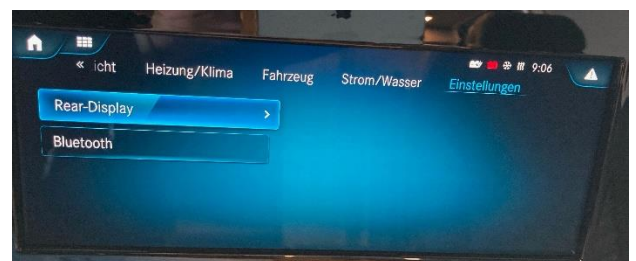 9:06
« icht Heizung/Klima Fahrzeug Strom/Wasser Einstellungen
Rear-Display >
Bluetooth